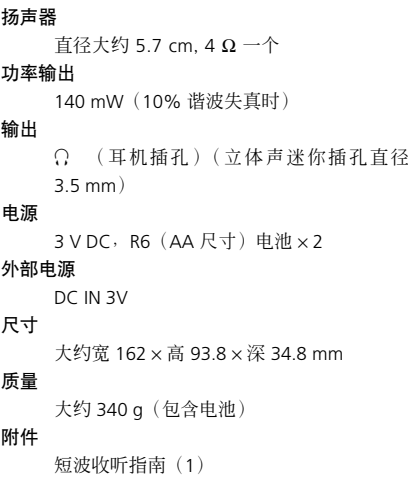 扬声器
直径大约 5.7 cm, 4 Ω 一个
功率输出
140 mW（10% 谐波失真时）
输出
🎧（耳机插孔）（立体声迷你插孔直径
3.5 mm）
电源
3 V DC，R6（AA 尺寸）电池 × 2
外部电源
DC IN 3V
尺寸
大约宽 162 × 高 93.8 × 深 34.8 mm
质量
大约 340 g（包含电池）
附件
短波收听指南（1）